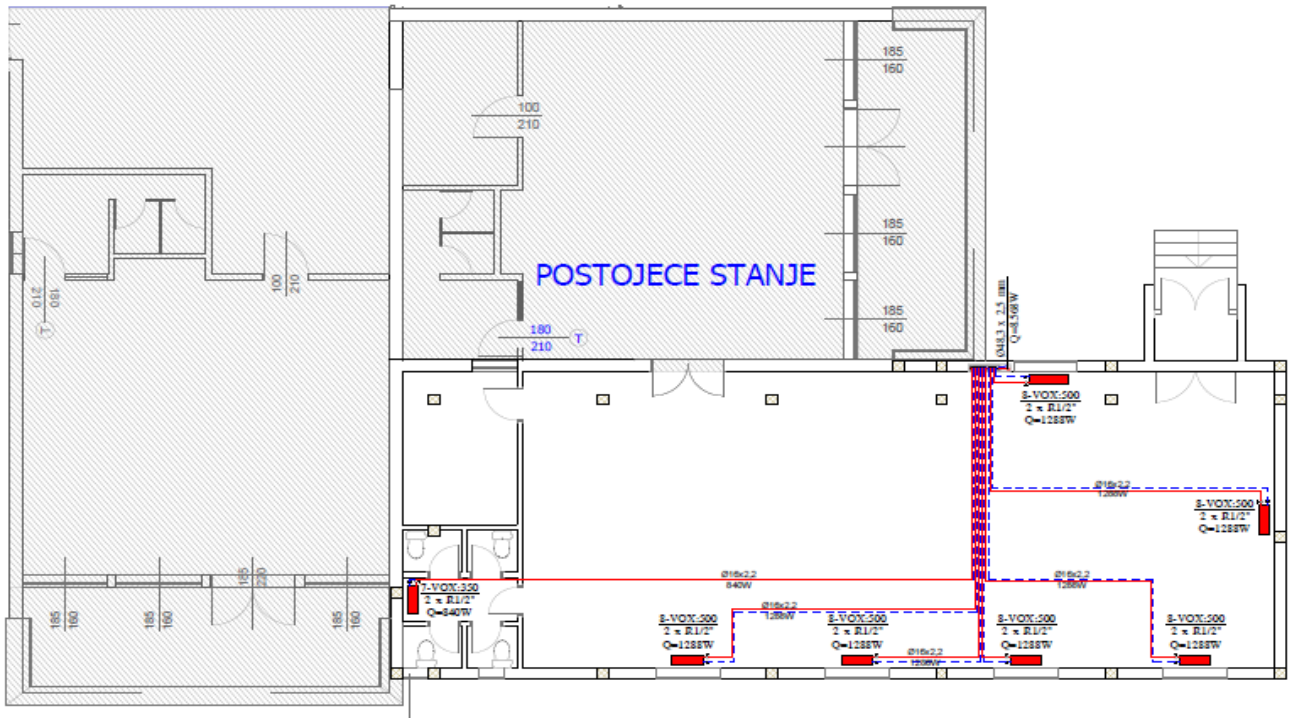 185
160
100
210
POSTOJECE STANJE
185
160
185
160
180
210
T
100
210
180
210
T
Ø48,3 x 2,5 mm
Q=8.568W
8-VOX:500
2 x R1/2"
Q=1288W
Ø16x2,2
1288W
8-VOX:500
2 x R1/2"
Q=1288W
185
160
185
160
185
220
185
160
7-VOX:350
2 x R1/2"
Q=840W
Ø16x2,2
840W
Ø16x2,2
1288W
Ø16x2,2
1288W
8-VOX:500
2 x R1/2"
Q=1288W
8-VOX:500
2 x R1/2"
Q=1288W
Ø16x2,2
1288W
8-VOX:500
2 x R1/2"
Q=1288W
8-VOX:500
2 x R1/2"
Q=1288W